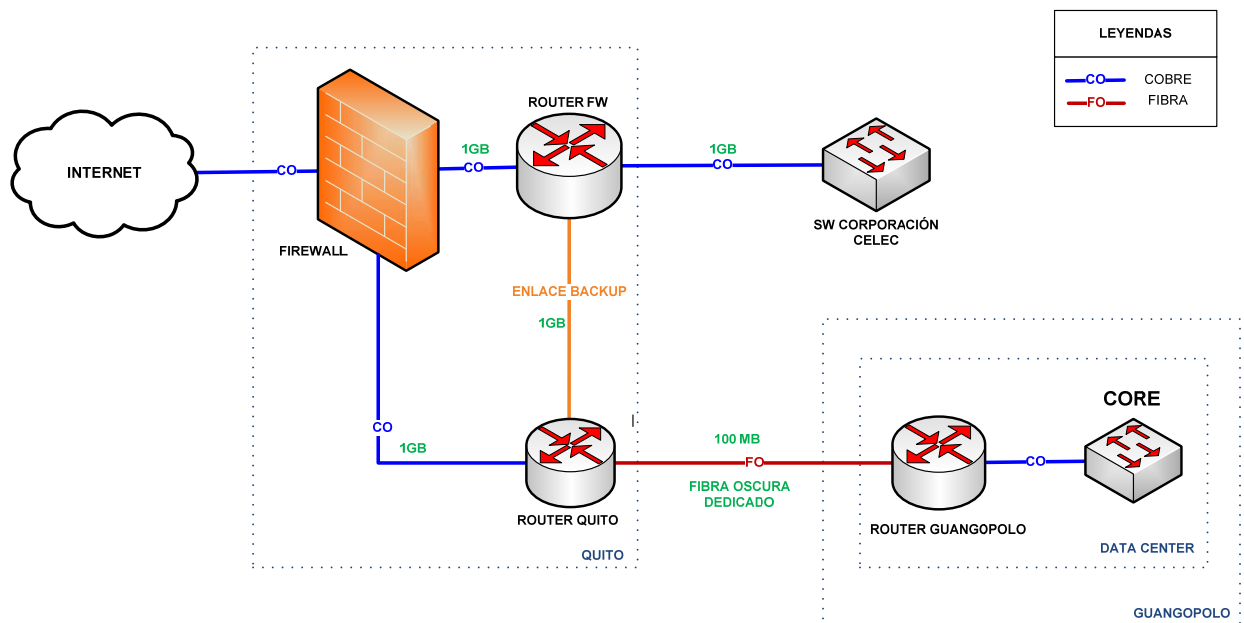 LEYENDAS
CO
COBRE
FO
FIBRA
ROUTER FW
INTERNET
CO
1GB
CO
1GB
CO
SW CORPORACIÓN
CELEC
FIREWALL
ENLACE BACKUP
1GB
CO
1GB
100 MB
FO
FIBRA OSCURA
DEDICADO
ROUTER QUITO
QUITO
CORE
CO
ROUTER GUANG0POLO
DATA CENTER
GUANGOPOLO